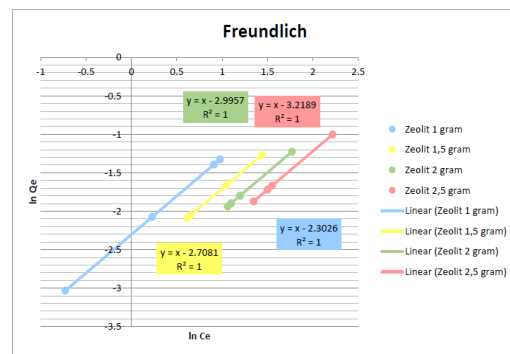 Freundlich
0
-1 -0.5 0 0.5 1 1.5 2 2.5
-0.5
-1
-1.5
-2
-2.5
-3
-3.5
y = x - 2.9957
R² = 1
y = x - 3.2189
R² = 1
y = x - 2.3026
R² = 1
y = x - 2.7081
R² = 1
ln Qe
ln Ce
Zeolit 1 gram
Zeolit 1,5 gram
Zeolit 2 gram
Zeolit 2,5 gram
Linear (Zeolit 1 gram)
Linear (Zeolit 1,5 gram)
Linear (Zeolit 2 gram)
Linear (Zeolit 2,5 gram)